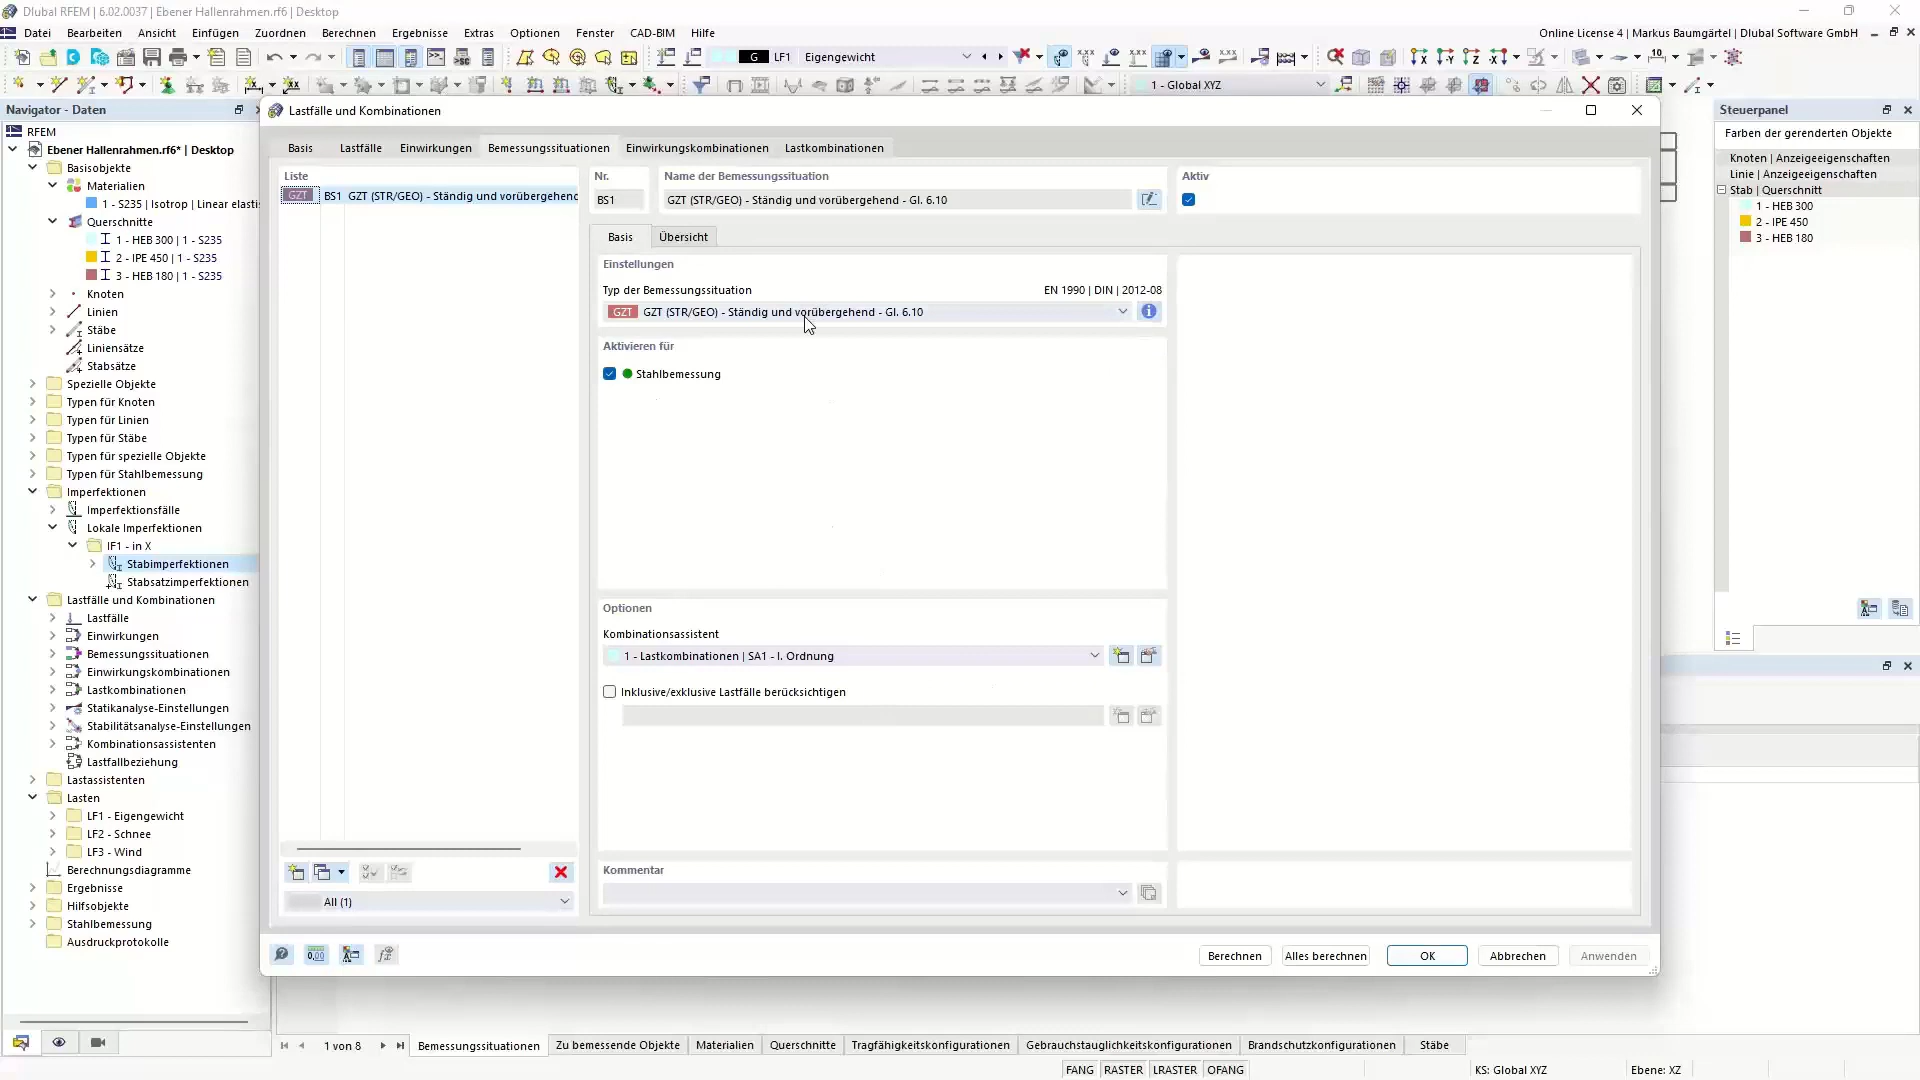 Dlubal RFEM | 6.02.0037 | Ebener Hallenrahmen.rf6* | Desktop
Datei Bearbeiten Ansicht Einfügen Zuordnen Berechnen Ergebnisse Extras Optionen Fenster CAD-BIM Hilfe
Online License 4 | Markus Baumgärtel | Dlubal Software GmbH
G LF1 Eigengewicht
1 - Global XYZ
Navigator - Daten
RFEM
Ebener Hallenrahmen.rf6* | Desktop
Basisobjekte
Materialien
1 - S235 | Isotrop | Linear elasti
Querschnitte
1 - HEB 300 | 1 - S235
2 - IPE 450 | 1 - S235
3 - HEB 180 | 1 - S235
Knoten
Linien
Stäbe
Liniensätze
Stabsätze
Spezielle Objekte
Typen für Knoten
Typen für Linien
Typen für Stäbe
Typen für spezielle Objekte
Typen für Stahlbemessung
Imperfektionen
Imperfektionsfälle
Lokale Imperfektionen
IF1 - in X
Stabimperfektionen
Stabsatzimperfektionen
Lastfälle und Kombinationen
Lastfälle
Einwirkungen
Bemessungssituationen
Einwirkungskombinationen
Lastkombinationen
Statikanalyse-Einstellungen
Stabilitätsanalyse-Einstellungen
Kombinationsassistenten
Lastfallbeziehung
Lastassistenten
Lasten
LF1 - Eigengewicht
LF2 - Schnee
LF3 - Wind
Berechnungsdiagramme
Ergebnisse
Hilfsobjekte
Stahlbemessung
Ausdruckprotokolle
Lastfälle und Kombinationen
Basis Lastfälle Einwirkungen Bemessungssituationen Einwirkungskombinationen Lastkombinationen
Liste
GZT BS1 GZT (STR/GEO) - Ständig und vorübergehend
All (1)
Nr.
BS1
Name der Bemessungssituation
GZT (STR/GEO) - Ständig und vorübergehend - Gl. 6.10
Aktiv
Basis Übersicht
Einstellungen
Typ der Bemessungssituation EN 1990 | DIN | 2012-08
GZT GZT (STR/GEO) - Ständig und vorübergehend - Gl. 6.10
Aktivieren für
Stahlbemessung
Optionen
Kombinationsassistent
1 - Lastkombinationen | SA1 - I. Ordnung
Inklusive/exklusive Lastfälle berücksichtigen
Kommentar
Berechnen Alles berechnen OK Abbrechen Anwenden
Steuerpanel
Farben der gerenderten Objekte
Knoten | Anzeigeeigenschaften
Linie | Anzeigeeigenschaften
Stab | Querschnitt
1 - HEB 300
2 - IPE 450
3 - HEB 180
1 von 8 Bemessungssituationen Zu bemessende Objekte Materialien Querschnitte Tragfähigkeitskonfigurationen Gebrauchstauglichkeitskonfigurationen Brandschutzkonfigurationen Stäbe
FANG RASTER LRASTER OFANG KS: Global XYZ Ebene: XZ